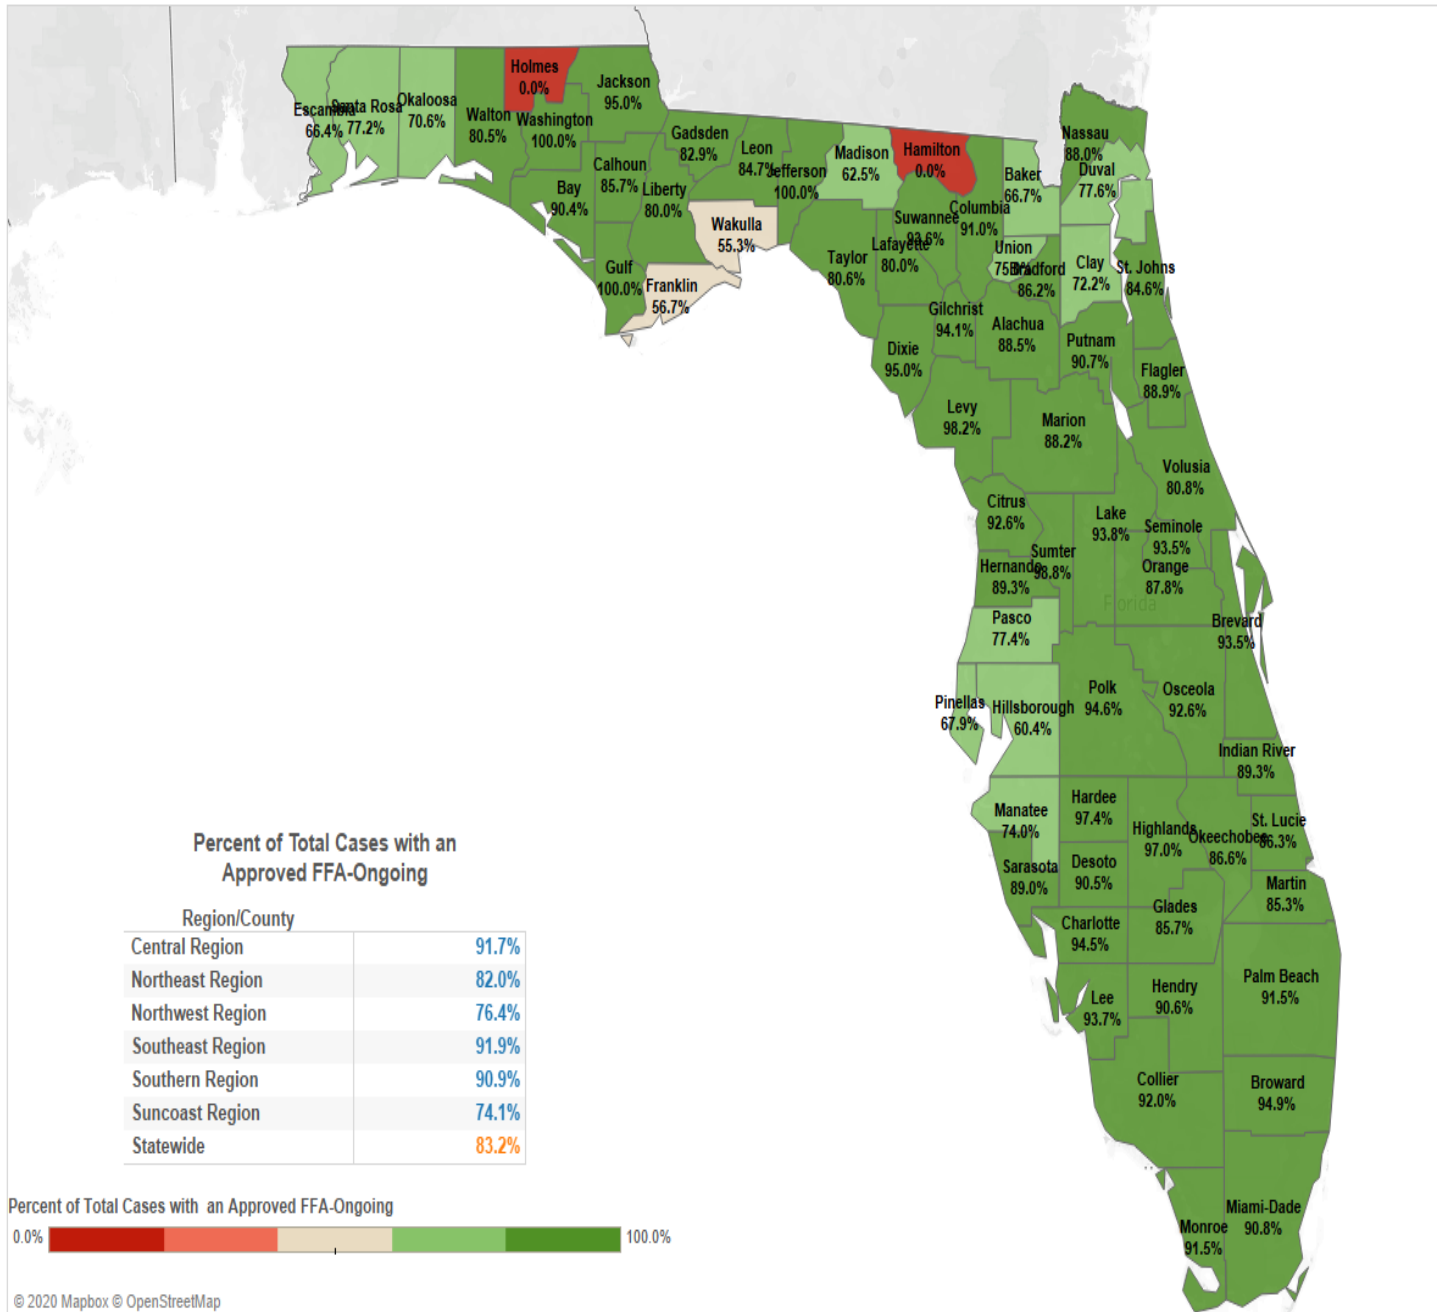 Holmes
0.0%
Jackson
95.0%
Escambia
66.4%
Santa Rosa
77.2%
Okaloosa
70.6%
Walton
80.5%
Washington
100.0%
Gadsden
82.9%
Leon
84.7%
Jefferson
100.0%
Madison
62.5%
Hamilton
0.0%
Baker
66.7%
Nassau
88.0%
Duval
77.6%
Calhoun
85.7%
Liberty
80.0%
Bay
90.4%
Wakulla
55.3%
Gulf
100.0%
Franklin
56.7%
Taylor
80.6%
Lafayette
80.0%
Suwannee
Columbia
91.0%
Union
Bradford
86.2%
Clay
72.2%
St. Johns
84.6%
Gilchrist
94.1%
Alachua
88.5%
Putnam
90.7%
Dixie
95.0%
Flagler
88.9%
Levy
98.2%
Marion
88.2%
Volusia
80.8%
Citrus
92.6%
Lake
93.8%
Seminole
93.5%
Sumter
98.8%
Hernando
89.3%
Orange
87.8%
Florida
Pasco
77.4%
Brevard
93.5%
Pinellas
67.9%
Hillsborough
60.4%
Polk
94.6%
Osceola
92.6%
Indian River
89.3%
Manatee
74.0%
Hardee
97.4%
Highlands
97.0%
Okeechobee
86.6%
St. Lucie
86.3%
Sarasota
89.0%
Desoto
90.5%
Martin
85.3%
Charlotte
94.5%
Glades
85.7%
Lee
93.7%
Hendry
90.6%
Palm Beach
91.5%
Collier
92.0%
Broward
94.9%
Miami-Dade
90.8%
Monroe
91.5%
Percent of Total Cases with an
Approved FFA-Ongoing
Region/County
Central Region 91.7%
Northeast Region 82.0%
Northwest Region 76.4%
Southeast Region 91.9%
Southern Region 90.9%
Suncoast Region 74.1%
Statewide 83.2%
Percent of Total Cases with an Approved FFA-Ongoing
0.0% 100.0%
© 2020 Mapbox © OpenStreetMap